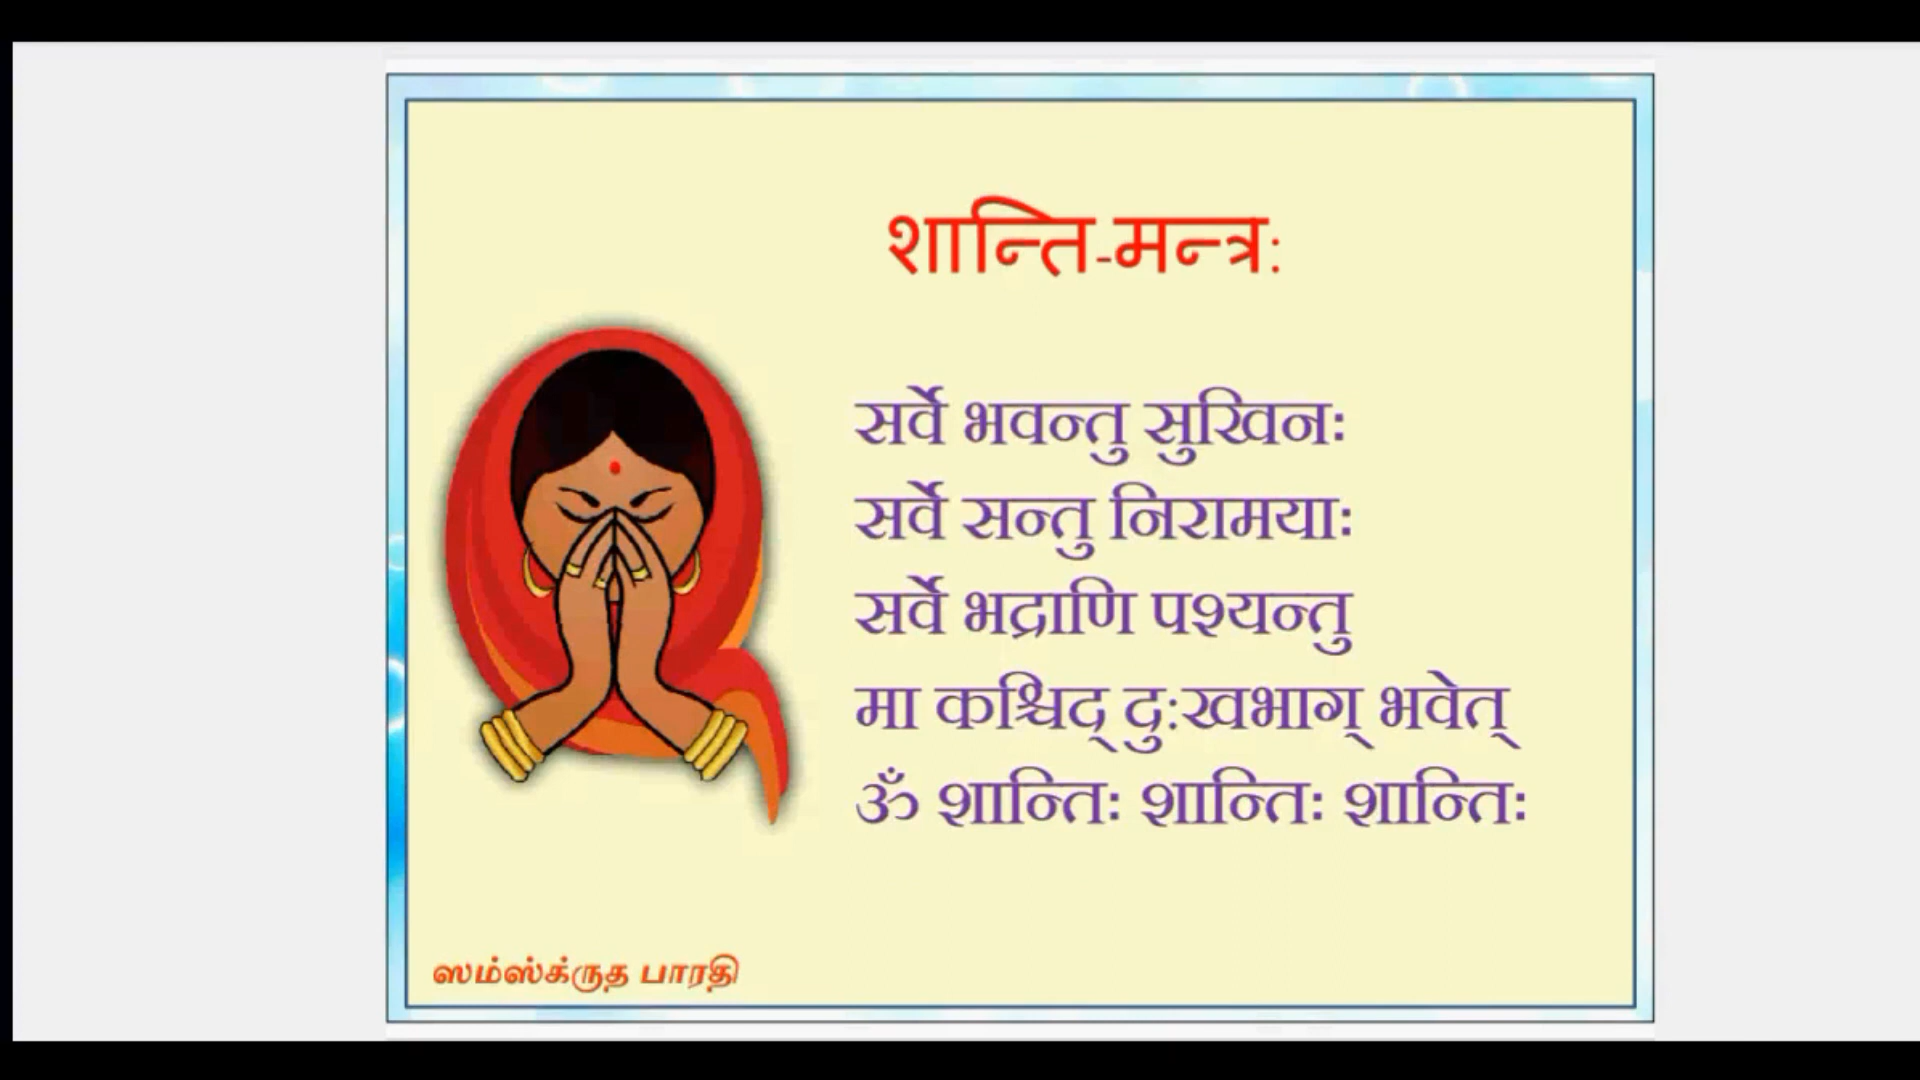 शान्ति-मन्त्र:
सर्वे भवन्तु सुखिनः
सर्वे सन्तु निरामयाः
सर्वे भद्राणि पश्यन्तु
मा कश्चिद् दु:खभाग् भवेत्
ॐ शान्तिः शान्तिः शान्तिः
ஸம்ஸ்க்ருத பாரதி